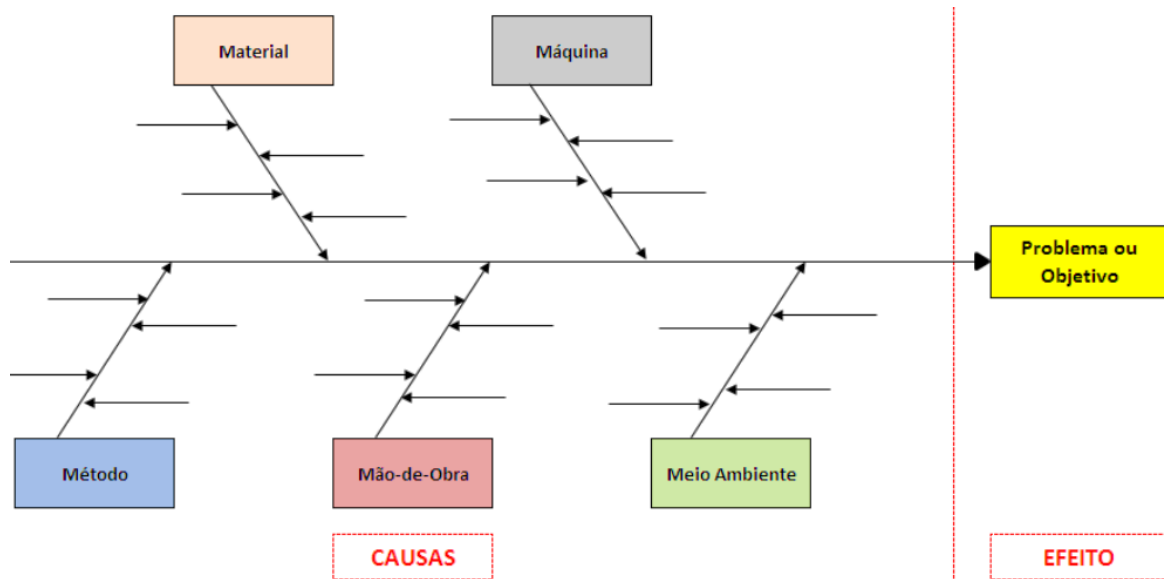 Material
Máquina
Problema ou
Objetivo
Método
Mão-de-Obra
Meio Ambiente
CAUSAS
EFEITO